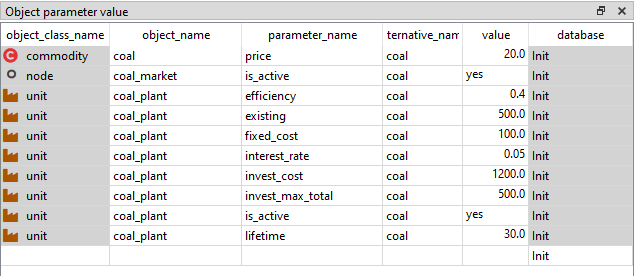 Object parameter value
object_class_name object_name parameter_name ternative_nam value database
commodity coal price coal 20.0 Init
node coal_market is_active coal yes Init
unit coal_plant efficiency coal 0.4 Init
unit coal_plant existing coal 500.0 Init
unit coal_plant fixed_cost coal 100.0 Init
unit coal_plant interest_rate coal 0.05 Init
unit coal_plant invest_cost coal 1200.0 Init
unit coal_plant invest_max_total coal 500.0 Init
unit coal_plant is_active coal yes Init
unit coal_plant lifetime coal 30.0 Init
Init